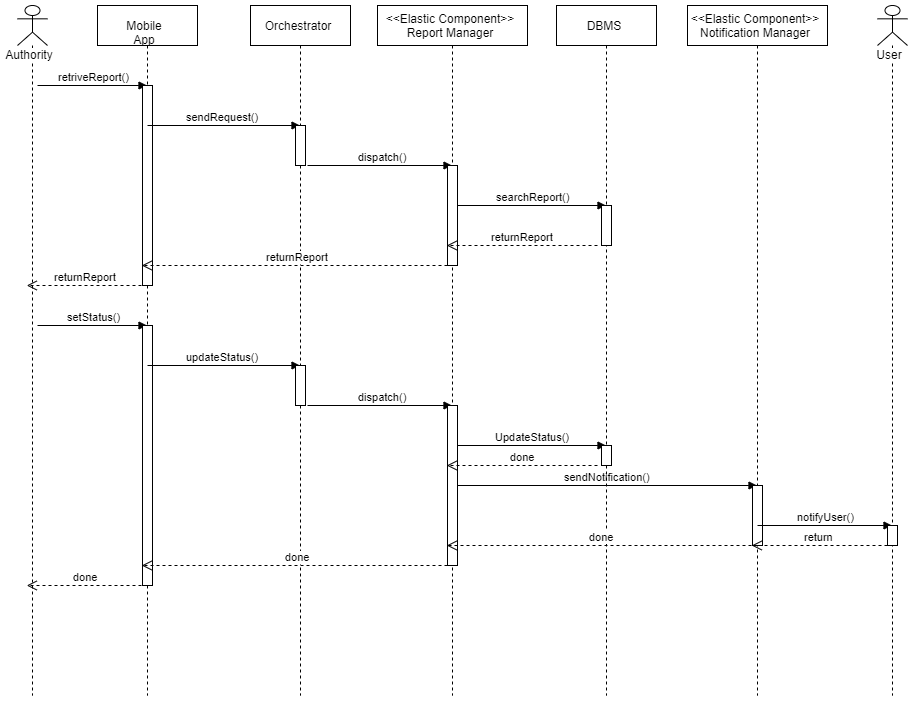 Authority
Mobile
App
Orchestrator
<<Elastic Component>>
Report Manager
DBMS
<<Elastic Component>>
Notification Manager
User
retriveReport()
sendRequest()
dispatch()
searchReport()
returnReport
returnReport
returnReport
setStatus()
updateStatus()
dispatch()
UpdateStatus()
done
sendNotification()
notifyUser()
return
done
done
done